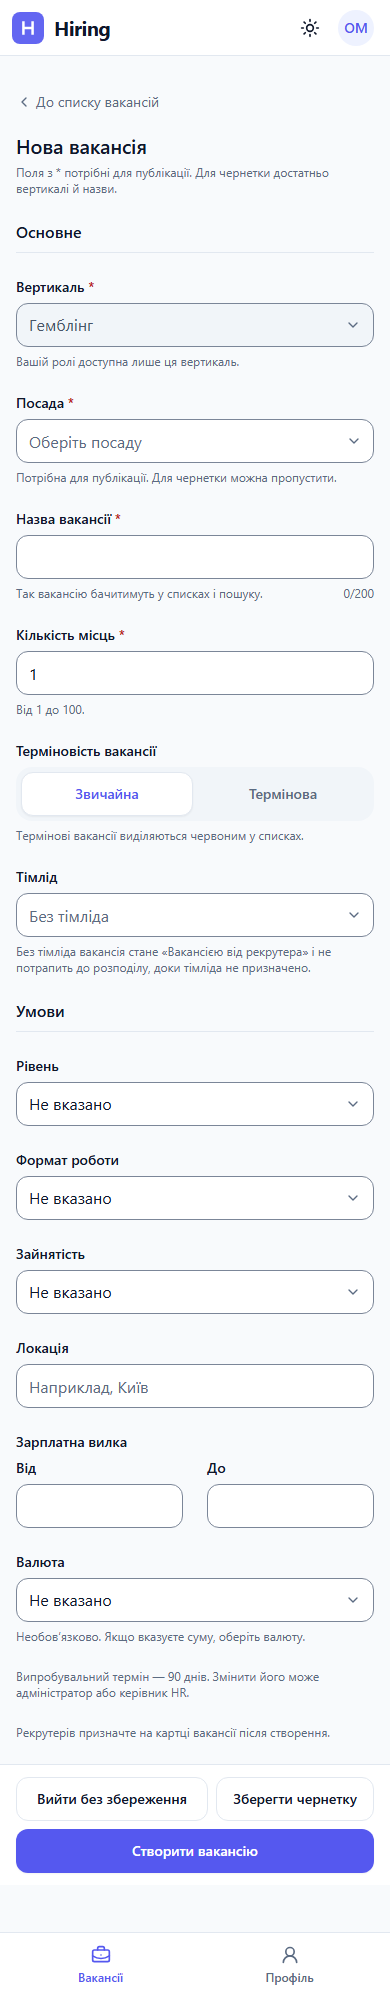 H Hiring OM
До списку вакансій
Нова вакансія
Поля з * потрібні для публікації. Для чернетки достатньо
вертикалі й назви.
Основне
Вертикаль *
Гемблінг
Вашій ролі доступна лише ця вертикаль.
Посада *
Оберіть посаду
Потрібна для публікації. Для чернетки можна пропустити.
Назва вакансії *
Так вакансію бачитимуть у списках і пошуку. 0/200
Кількість місць *
1
Від 1 до 100.
Терміновість вакансії
Звичайна Термінова
Термінові вакансії виділяються червоним у списках.
Тімлід
Без тімліда
Без тімліда вакансія стане «Вакансією від рекрутера» і не
потрапить до розподілу, доки тімліда не призначено.
Умови
Рівень
Не вказано
Формат роботи
Не вказано
Зайнятість
Не вказано
Локація
Наприклад, Київ
Зарплатна вилка
Від До
Валюта
Не вказано
Необов'язково. Якщо вказуєте суму, оберіть валюту.
Випробувальний термін — 90 днів. Змінити його може
адміністратор або керівник HR.
Рекрутерів призначте на картці вакансії після створення.
Вийти без збереження Зберегти чернетку
Створити вакансію
Вакансії Профіль